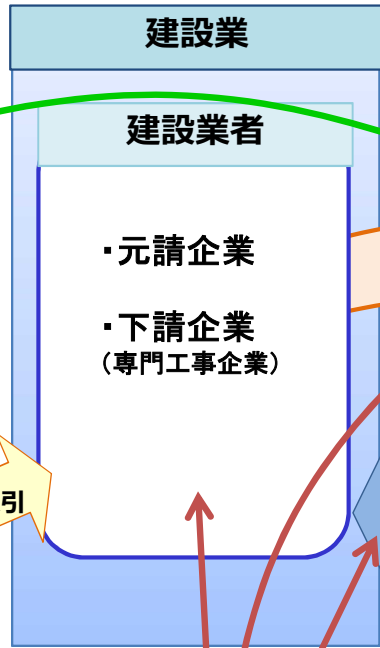 建設業
建設業者
・元請企業
・下請企業
（専門工事企業）
引